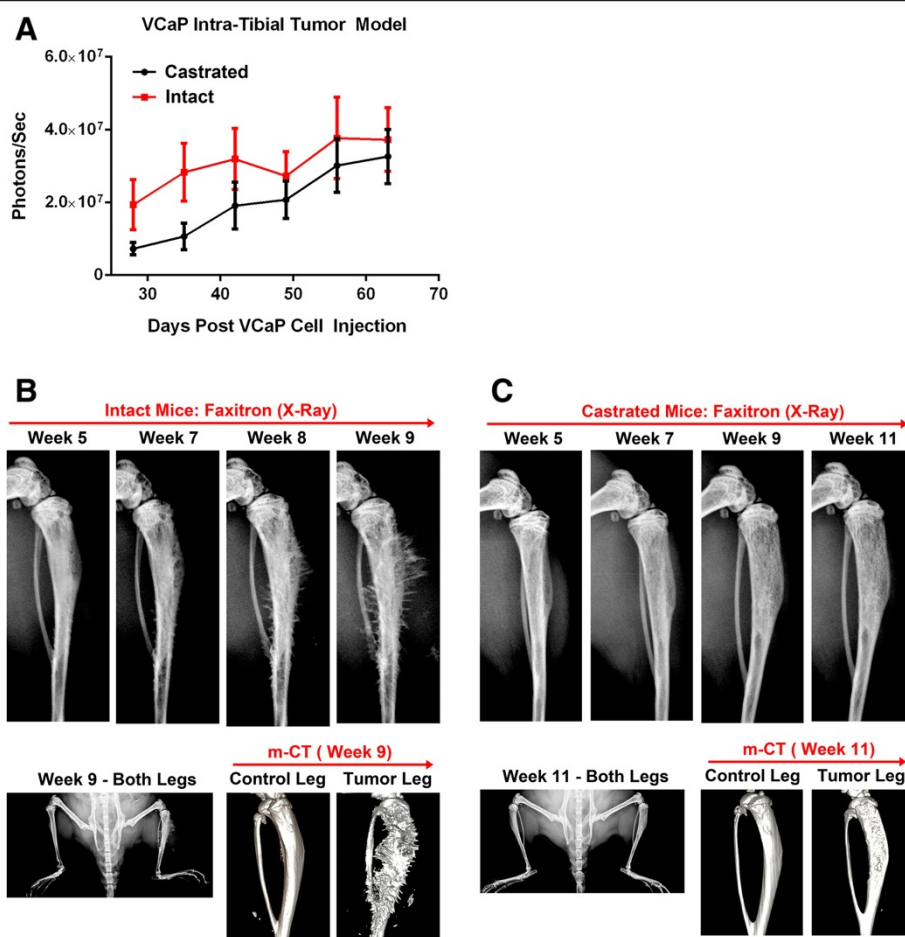 A
VCaP Intra-Tibial Tumor Model
6.0×10⁷
4.0×10⁷
2.0×10⁷
0
Photons/Sec
Castrated
Intact
30 40 50 60 70
Days Post VCaP Cell Injection
B
Intact Mice: Faxitron (X-Ray)
Week 5 Week 7 Week 8 Week 9
m-CT ( Week 9)
Week 9 - Both Legs Control Leg Tumor Leg
C
Castrated Mice: Faxitron (X-Ray)
Week 5 Week 7 Week 9 Week 11
m-CT ( Week 11)
Week 11 - Both Legs Control Leg Tumor Leg